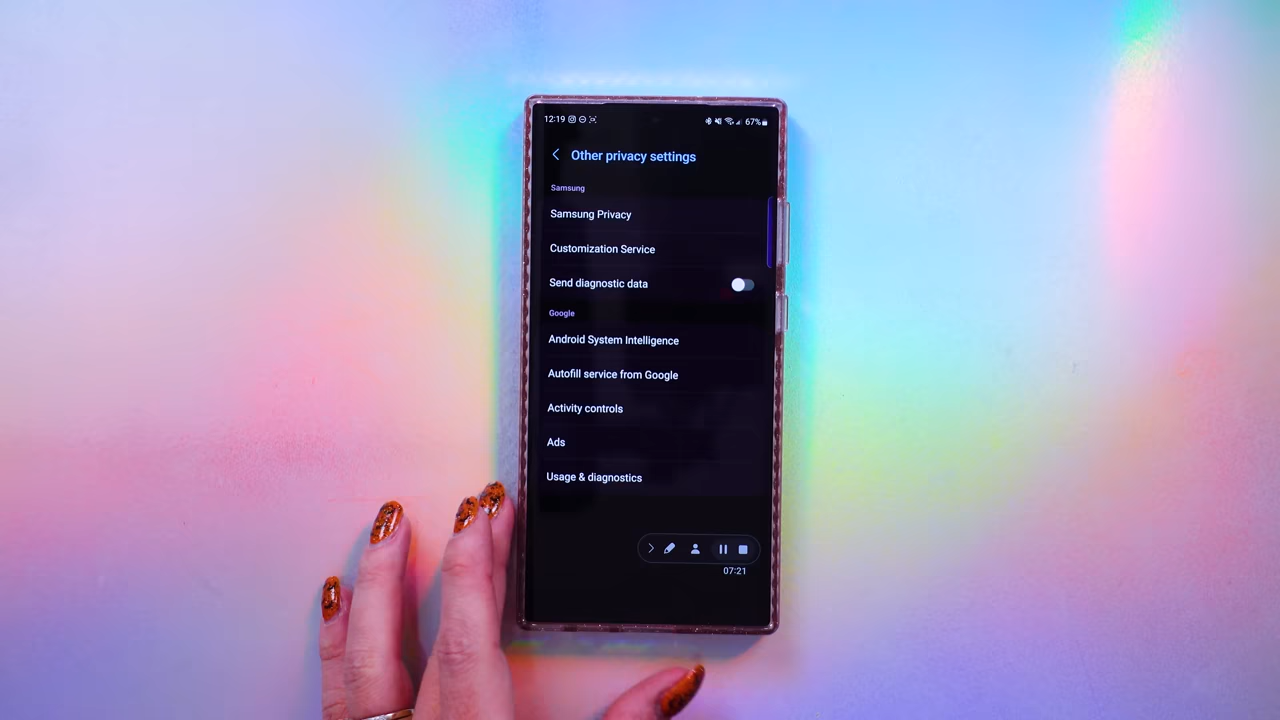 12:19 67%
Other privacy settings
Samsung
Samsung Privacy
Customization Service
Send diagnostic data
Google
Android System Intelligence
Autofill service from Google
Activity controls
Ads
Usage & diagnostics
07:21